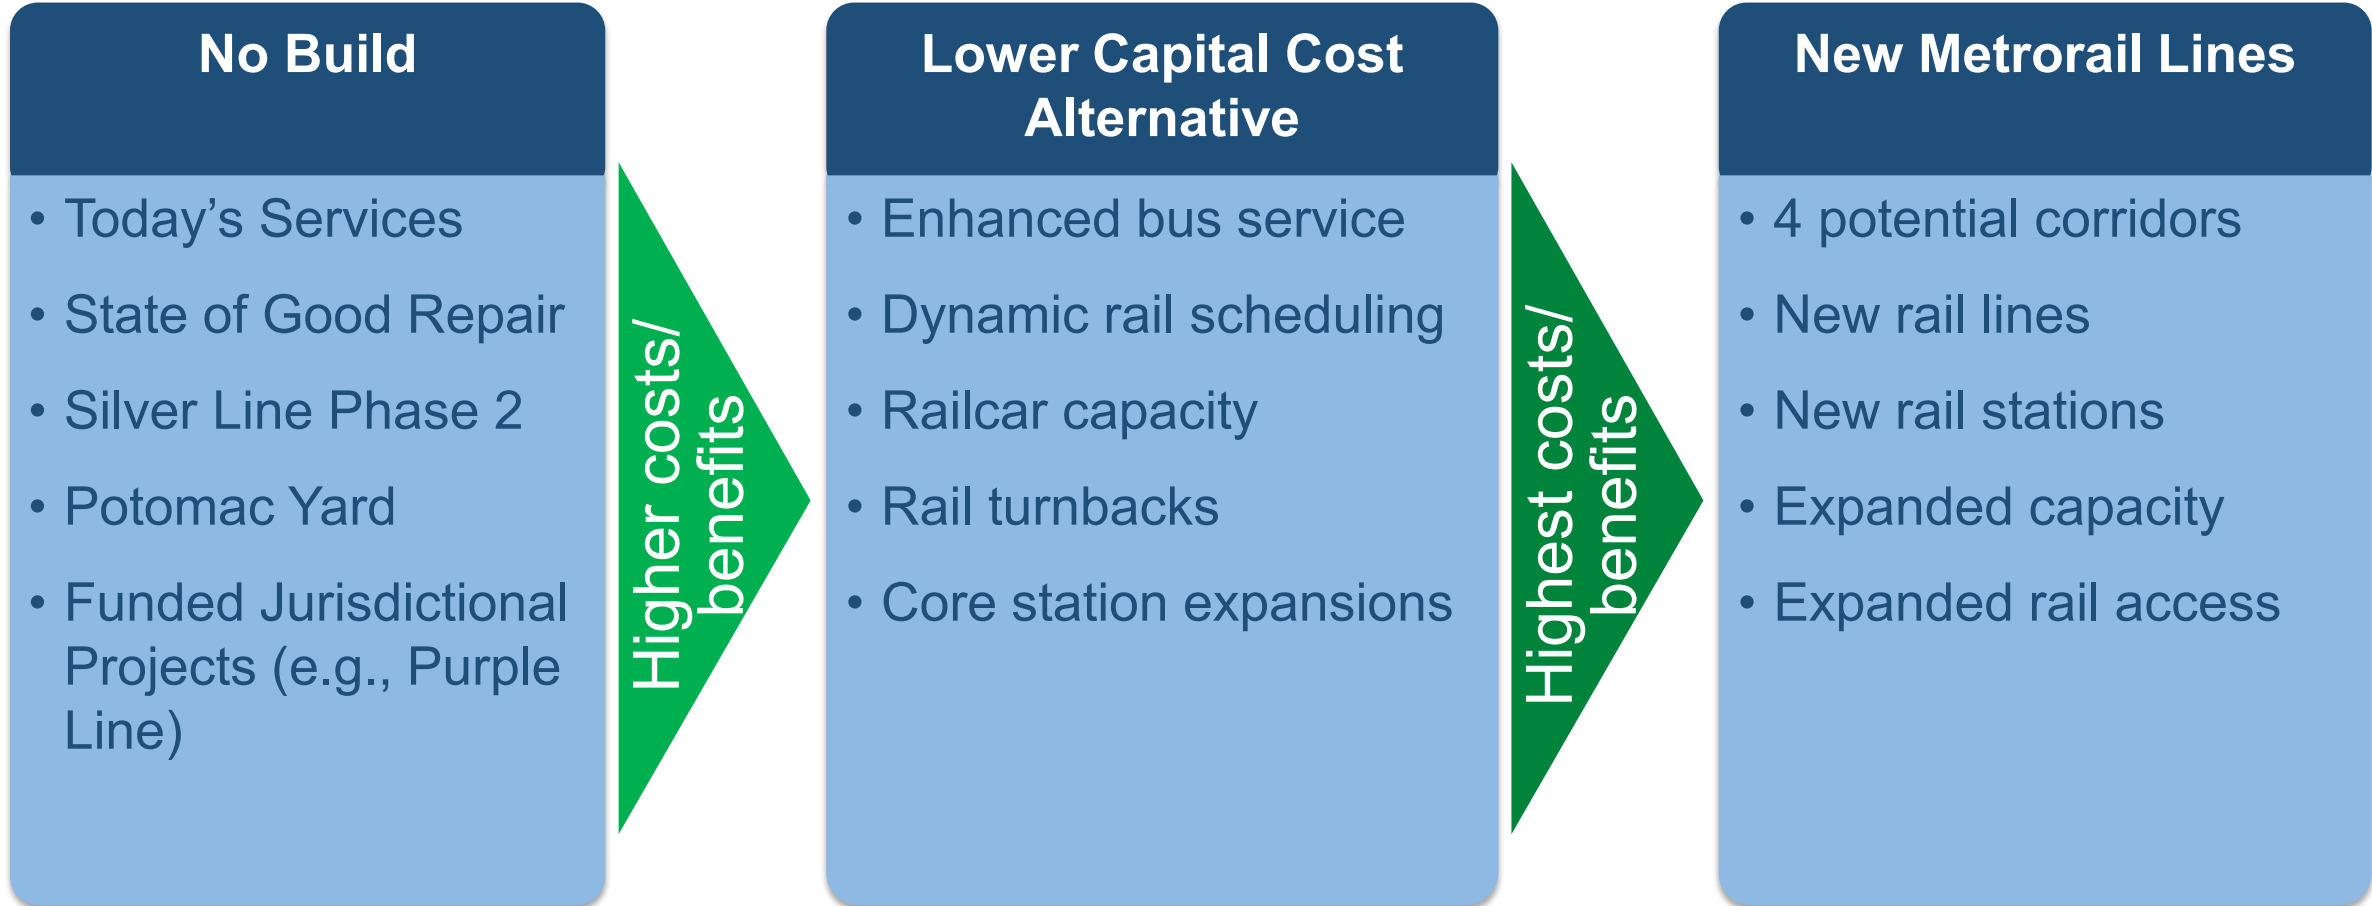 No Build
• Today’s Services
• State of Good Repair
• Silver Line Phase 2
• Potomac Yard
• Funded Jurisdictional
Projects (e.g., Purple
Line)
Higher costs/
benefits
Lower Capital Cost
Alternative
• Enhanced bus service
• Dynamic rail scheduling
• Railcar capacity
• Rail turnbacks
• Core station expansions
Highest costs/
benefits
New Metrorail Lines
• 4 potential corridors
• New rail lines
• New rail stations
• Expanded capacity
• Expanded rail access